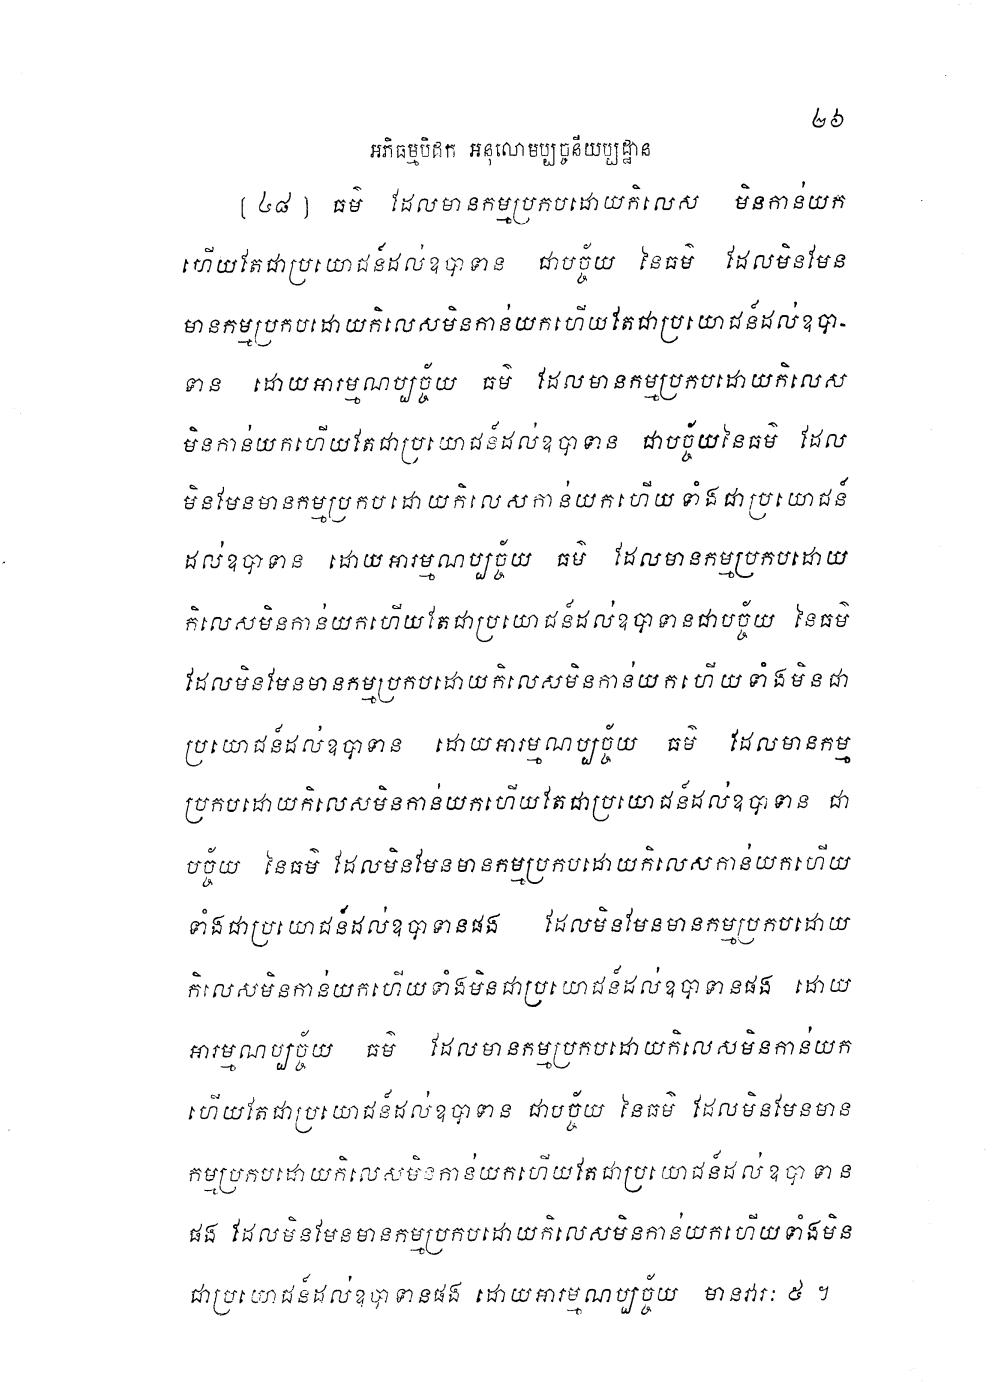 ២៦
អភិធម្មបិដក អនុលោមប្បច្ចនីយប្បដ្ឋាន
[៤៨] ធម៌ ដែលមានកម្មប្រកបដោយកិលេស មិនកាន់យក
ហើយតែជាប្រយោជន៍ដល់ឧបាទាន ជាបច្ច័យ នៃធម៌ ដែលមិនមែន
មានកម្មប្រកបដោយកិលេសមិនកាន់យកហើយតែជាប្រយោជន៍ដល់ឧបា-
ទាន ដោយអារម្មណប្បច្ច័យ ធម៌ ដែលមានកម្មប្រកបដោយកិលេស
មិនកាន់យកហើយតែជាប្រយោជន៍ដល់ឧបាទាន ជាបច្ច័យនៃធម៌ ដែល
មិនមែនមានកម្មប្រកបដោយកិលេសកាន់យកហើយទាំងជាប្រយោជន៍
ដល់ឧបាទាន ដោយអារម្មណប្បច្ច័យ ធម៌ ដែលមានកម្មប្រកបដោយ
កិលេសមិនកាន់យកហើយតែជាប្រយោជន៍ដល់ឧបាទានជាបច្ច័យ នៃធម៌
ដែលមិនមែនមានកម្មប្រកបដោយកិលេសមិនកាន់យកហើយទាំងមិនជា
ប្រយោជន៍ដល់ឧបាទាន ដោយអារម្មណប្បច្ច័យ ធម៌ ដែលមានកម្ម
ប្រកបដោយកិលេសមិនកាន់យកហើយតែជាប្រយោជន៍ដល់ឧបាទាន ជា
បច្ច័យ នៃធម៌ ដែលមិនមែនមានកម្មប្រកបដោយកិលេសកាន់យកហើយ
ទាំងជាប្រយោជន៍ដល់ឧបាទានផង ដែលមិនមែនមានកម្មប្រកបដោយ
កិលេសមិនកាន់យកហើយទាំងមិនជាប្រយោជន៍ដល់ឧបាទានផង ដោយ
អារម្មណប្បច្ច័យ ធម៌ ដែលមានកម្មប្រកបដោយកិលេសមិនកាន់យក
ហើយតែជាប្រយោជន៍ដល់ឧបាទាន ជាបច្ច័យ នៃធម៌ ដែលមិនមែនមាន
កម្មប្រកបដោយកិលេសមិនកាន់យកហើយតែជាប្រយោជន៍ដល់ឧបាទាន
ផង ដែលមិនមែនមានកម្មប្រកបដោយកិលេសមិនកាន់យកហើយទាំងមិន
ជាប្រយោជន៍ដល់ឧបាទានផង ដោយអារម្មណប្បច្ច័យ មានវារៈ ៥ ។